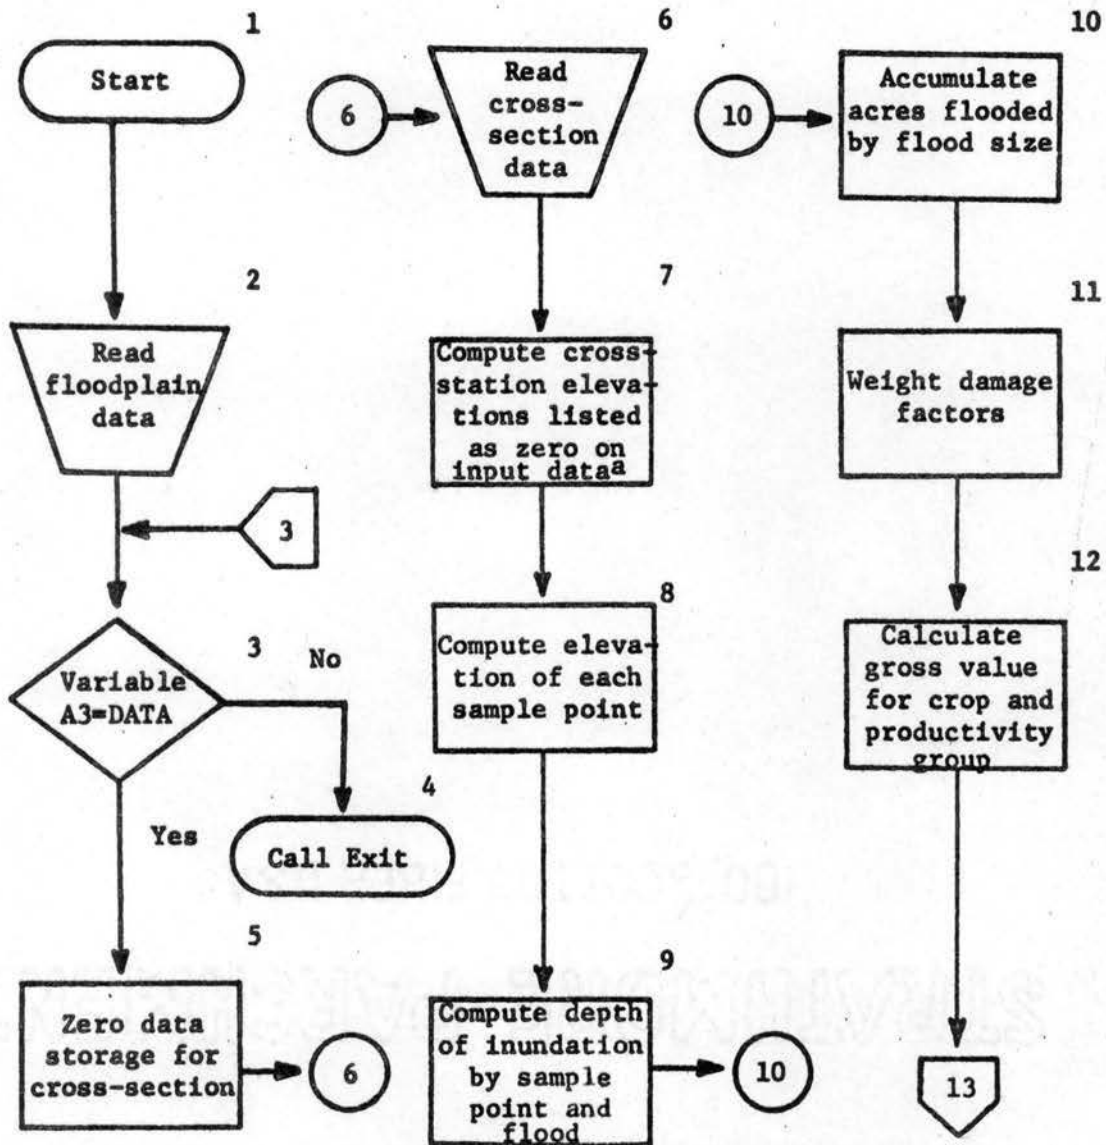 1
Start
2
Read
floodplain
data
3
3
Variable
A3=DATA
No
Yes
4
Call Exit
5
Zero data
storage for
cross-section
6
6
6
Read
cross-
section
data
7
Compute cross-
station eleva-
tions listed
as zero on
input dataa
8
Compute eleva-
tion of each
sample point
9
Compute depth
of inundation
by sample
point and
flood
10
10
10
Accumulate
acres flooded
by flood size
11
Weight damage
factors
12
Calculate
gross value
for crop and
productivity
group
13